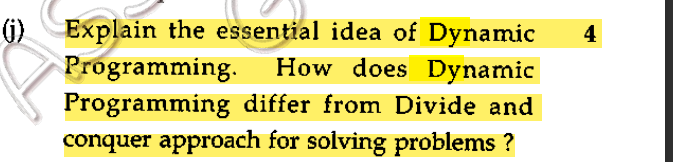 (j) Explain the essential idea of Dynamic 4
Programming. How does Dynamic
Programming differ from Divide and
conquer approach for solving problems ?